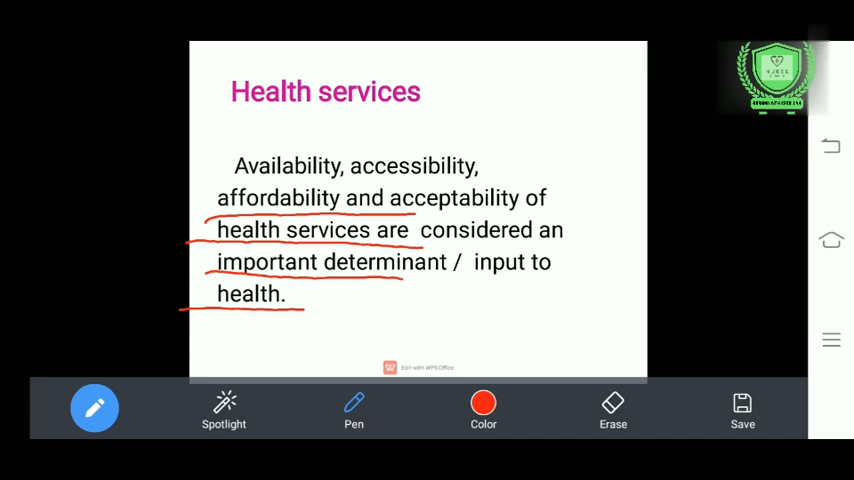 Health services
Availability, accessibility,
affordability and acceptability of
health services are considered an
important determinant / input to
health.
Edit with WPS Office
Spotlight
Pen
Color
Erase
Save